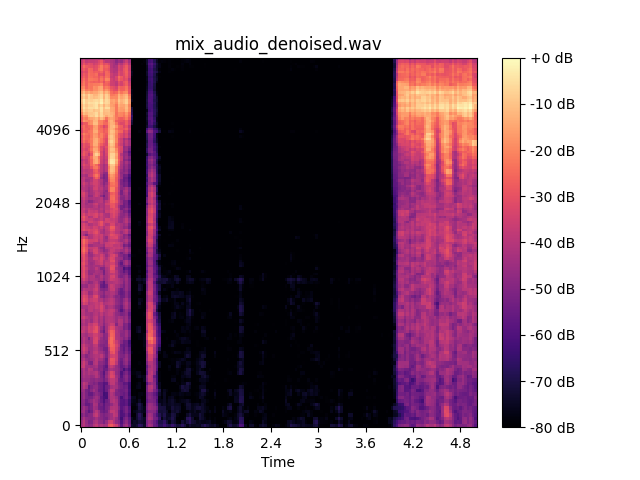 mix_audio_denoised.wav
Hz
4096
2048
1024
512
0
0 0.6 1.2 1.8 2.4 3 3.6 4.2 4.8
Time
+0 dB
-10 dB
-20 dB
-30 dB
-40 dB
-50 dB
-60 dB
-70 dB
-80 dB